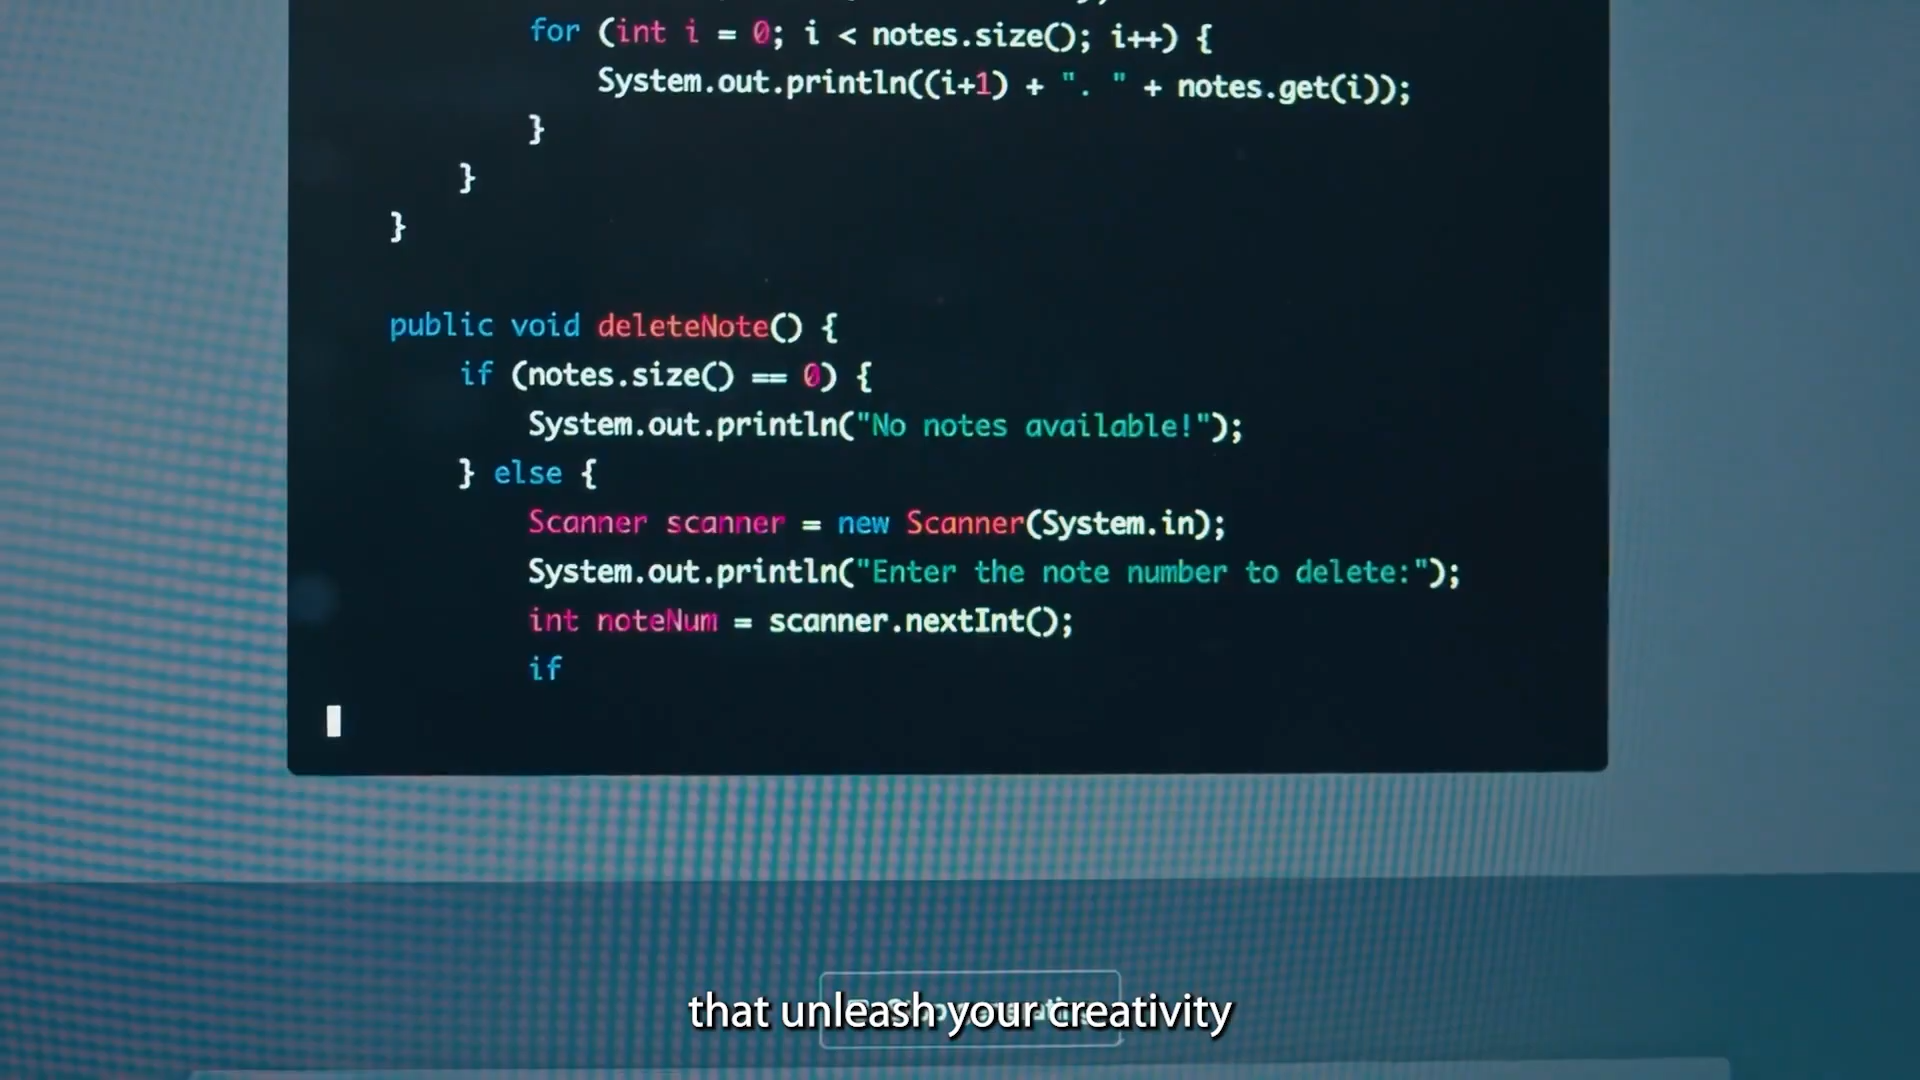 for (int i = 0; i < notes.size(); i++) {
System.out.println((i+1) + ". " + notes.get(i));
}
}
}
public void deleteNote() {
if (notes.size() == 0) {
System.out.println("No notes available!");
} else {
Scanner scanner = new Scanner(System.in);
System.out.println("Enter the note number to delete:");
int noteNum = scanner.nextInt();
if
that unleash your creativity